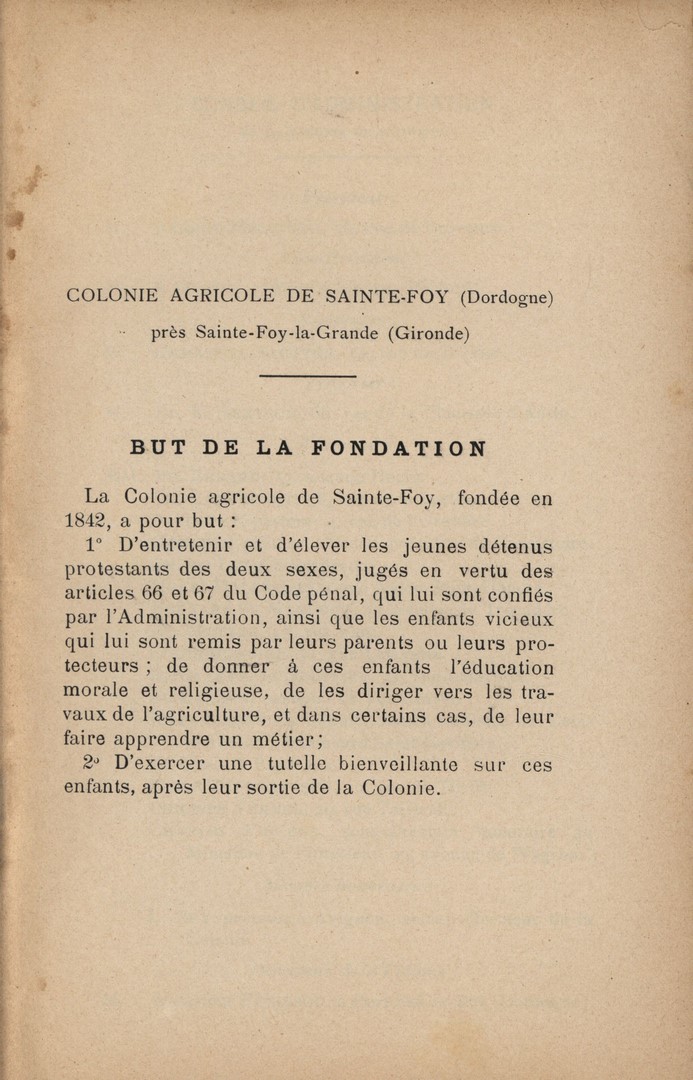 COLONIE AGRICOLE DE SAINTE-FOY (Dordogne)
près Sainte-Foy-la-Grande (Gironde)
BUT DE LA FONDATION
La Colonie agricole de Sainte-Foy, fondée en
1842, a pour but :
1° D'entretenir et d'élever les jeunes détenus
protestants des deux sexes, jugés en vertu des
articles 66 et 67 du Code pénal, qui lui sont confiés
par l'Administration, ainsi que les enfants vicieux
qui lui sont remis par leurs parents ou leurs pro-
tecteurs ; de donner à ces enfants l'éducation
morale et religieuse, de les diriger vers les tra-
vaux de l'agriculture, et dans certains cas, de leur
faire apprendre un métier;
2° D'exercer une tutelle bienveillante sur ces
enfants, après leur sortie de la Colonie.